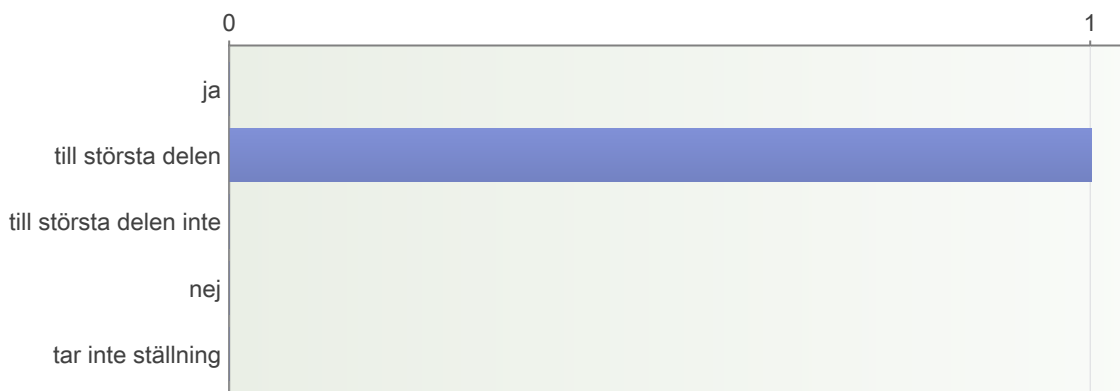 0 1
ja
till största delen
till största delen inte
nej
tar inte ställning